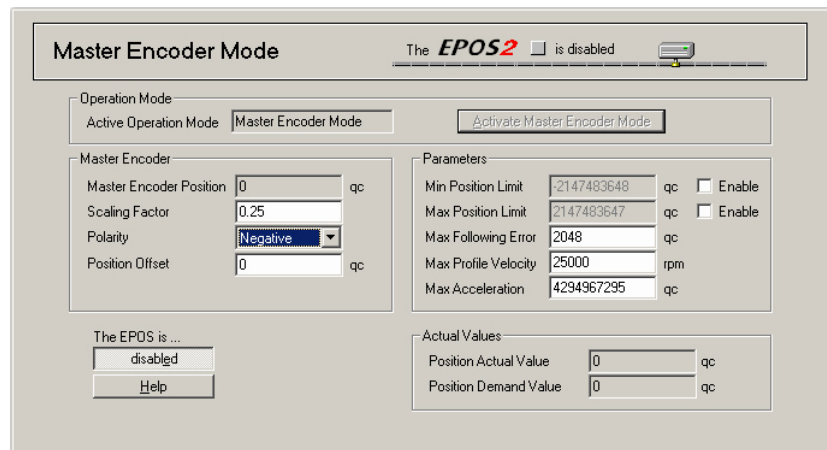 Master Encoder Mode
The EPOS2 is disabled
Operation Mode
Active Operation Mode Master Encoder Mode Activate Master Encoder Mode
Master Encoder
Master Encoder Position 0 qc
Scaling Factor 0.25
Polarity Negative
Position Offset 0 qc
Parameters
Min Position Limit -2147483648 qc Enable
Max Position Limit 2147483647 qc Enable
Max Following Error 2048 qc
Max Profile Velocity 25000 rpm
Max Acceleration 4294967295 qc
The EPOS is ...
disabled
Help
Actual Values
Position Actual Value 0 qc
Position Demand Value 0 qc